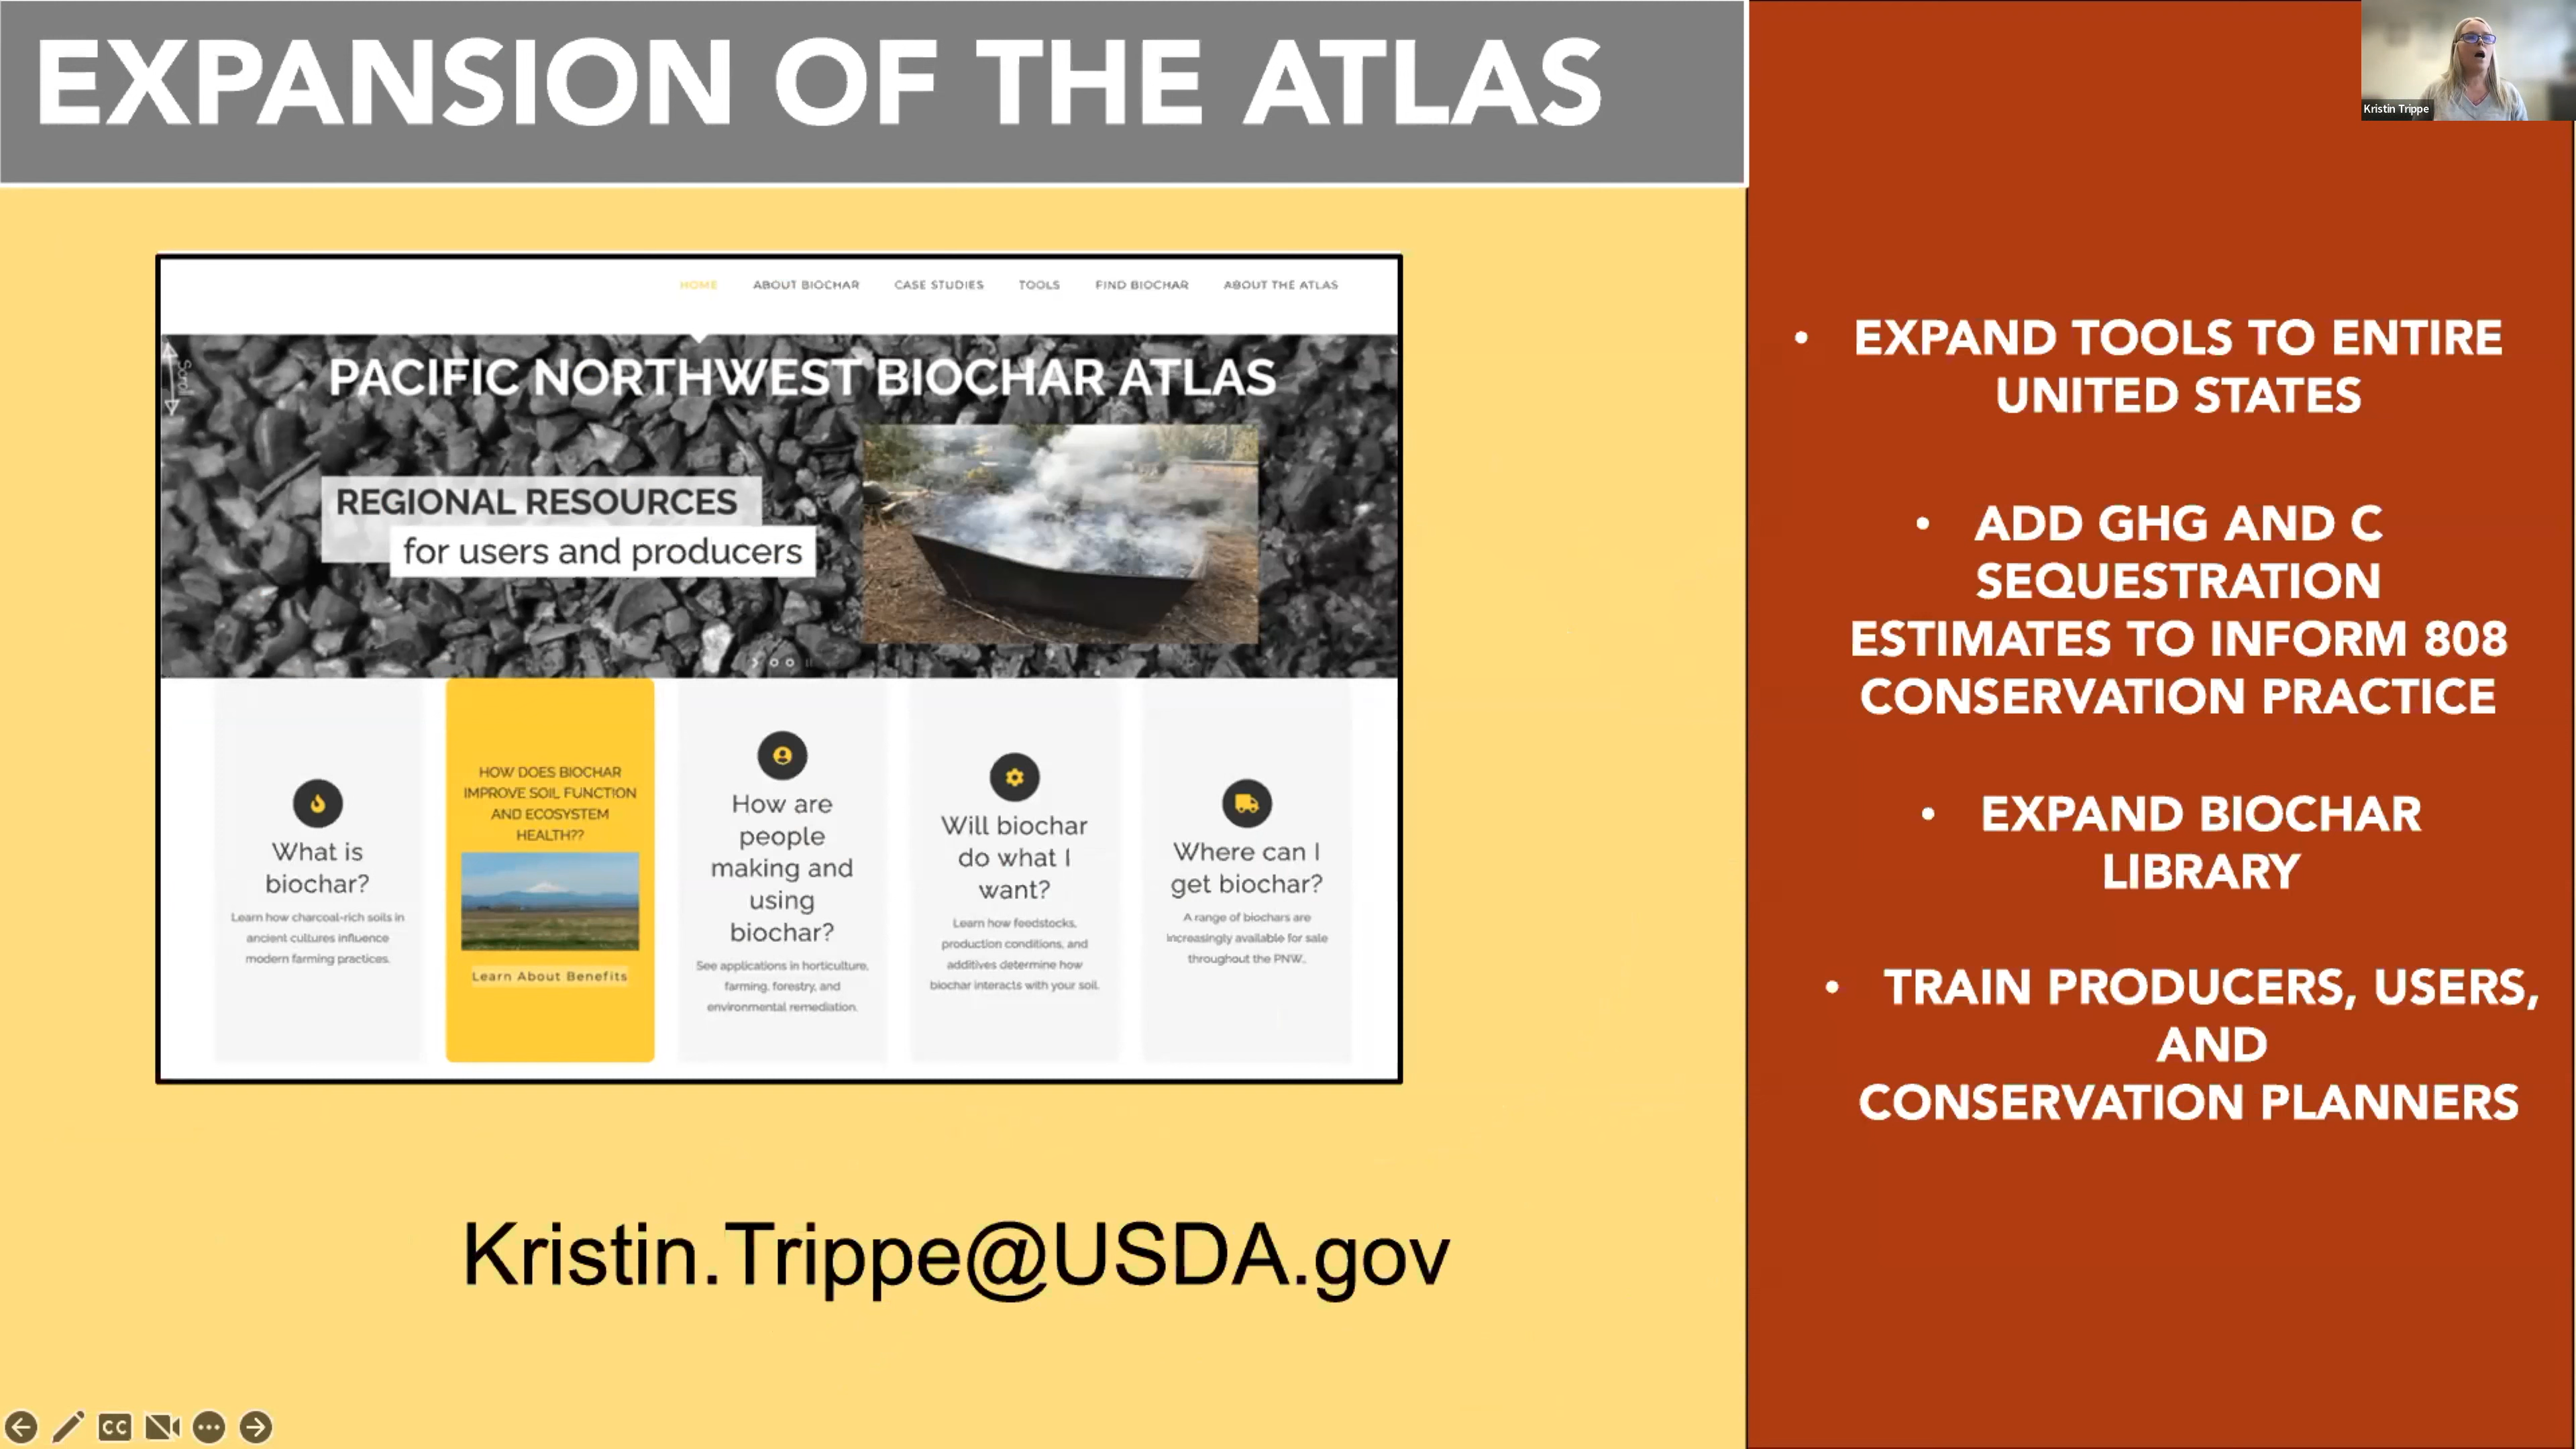 EXPANSION OF THE ATLAS
Kristin Trippe
HOME ABOUT BIOCHAR CASE STUDIES TOOLS FIND BIOCHAR ABOUT THE ATLAS
Scroll
PACIFIC NORTHWEST BIOCHAR ATLAS
REGIONAL RESOURCES
for users and producers
What is
biochar?
Learn how charcoal-rich soils in
ancient cultures influence
modern farming practices.
HOW DOES BIOCHAR
IMPROVE SOIL FUNCTION
AND ECOSYSTEM
HEALTH??
Learn About Benefits
How are
people
making and
using
biochar?
See applications in horticulture,
farming, forestry, and
environmental remediation.
Will biochar
do what I
want?
Learn how feedstocks,
production conditions, and
additives determine how
biochar interacts with your soil.
Where can I
get biochar?
A range of biochars are
increasingly available for sale
throughout the PNW.
Kristin.Trippe@USDA.gov
• EXPAND TOOLS TO ENTIRE
UNITED STATES
• ADD GHG AND C
SEQUESTRATION
ESTIMATES TO INFORM 808
CONSERVATION PRACTICE
• EXPAND BIOCHAR
LIBRARY
• TRAIN PRODUCERS, USERS,
AND
CONSERVATION PLANNERS
CC